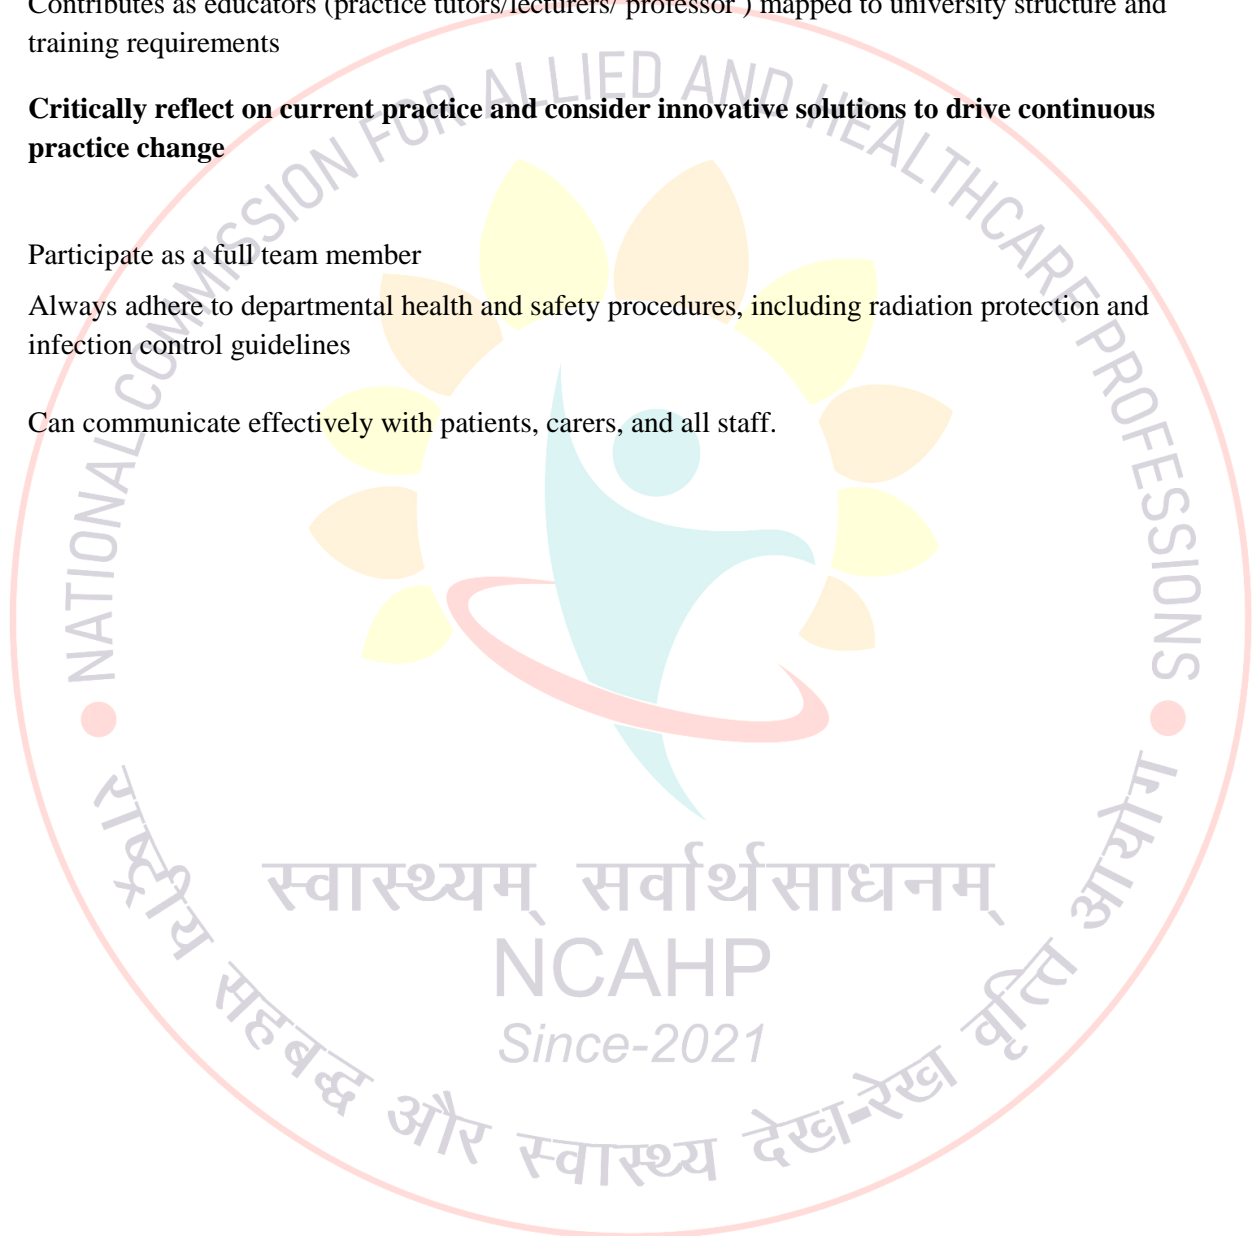 Contributes as educators (practice tutors/lecturers/ professor ) mapped to university structure and
training requirements
Critically reflect on current practice and consider innovative solutions to drive continuous
practice change
Participate as a full team member
Always adhere to departmental health and safety procedures, including radiation protection and
infection control guidelines
Can communicate effectively with patients, carers, and all staff.
NATIONAL COMMISSION FOR ALLIED AND HEALTHCARE PROFESSIONS
स्वास्थ्यम् सर्वार्थसाधनम्
NCAHP
Since-2021
राष्ट्रीय सहबद्ध और स्वास्थ्य देख-रेख वृत्ति आयोग